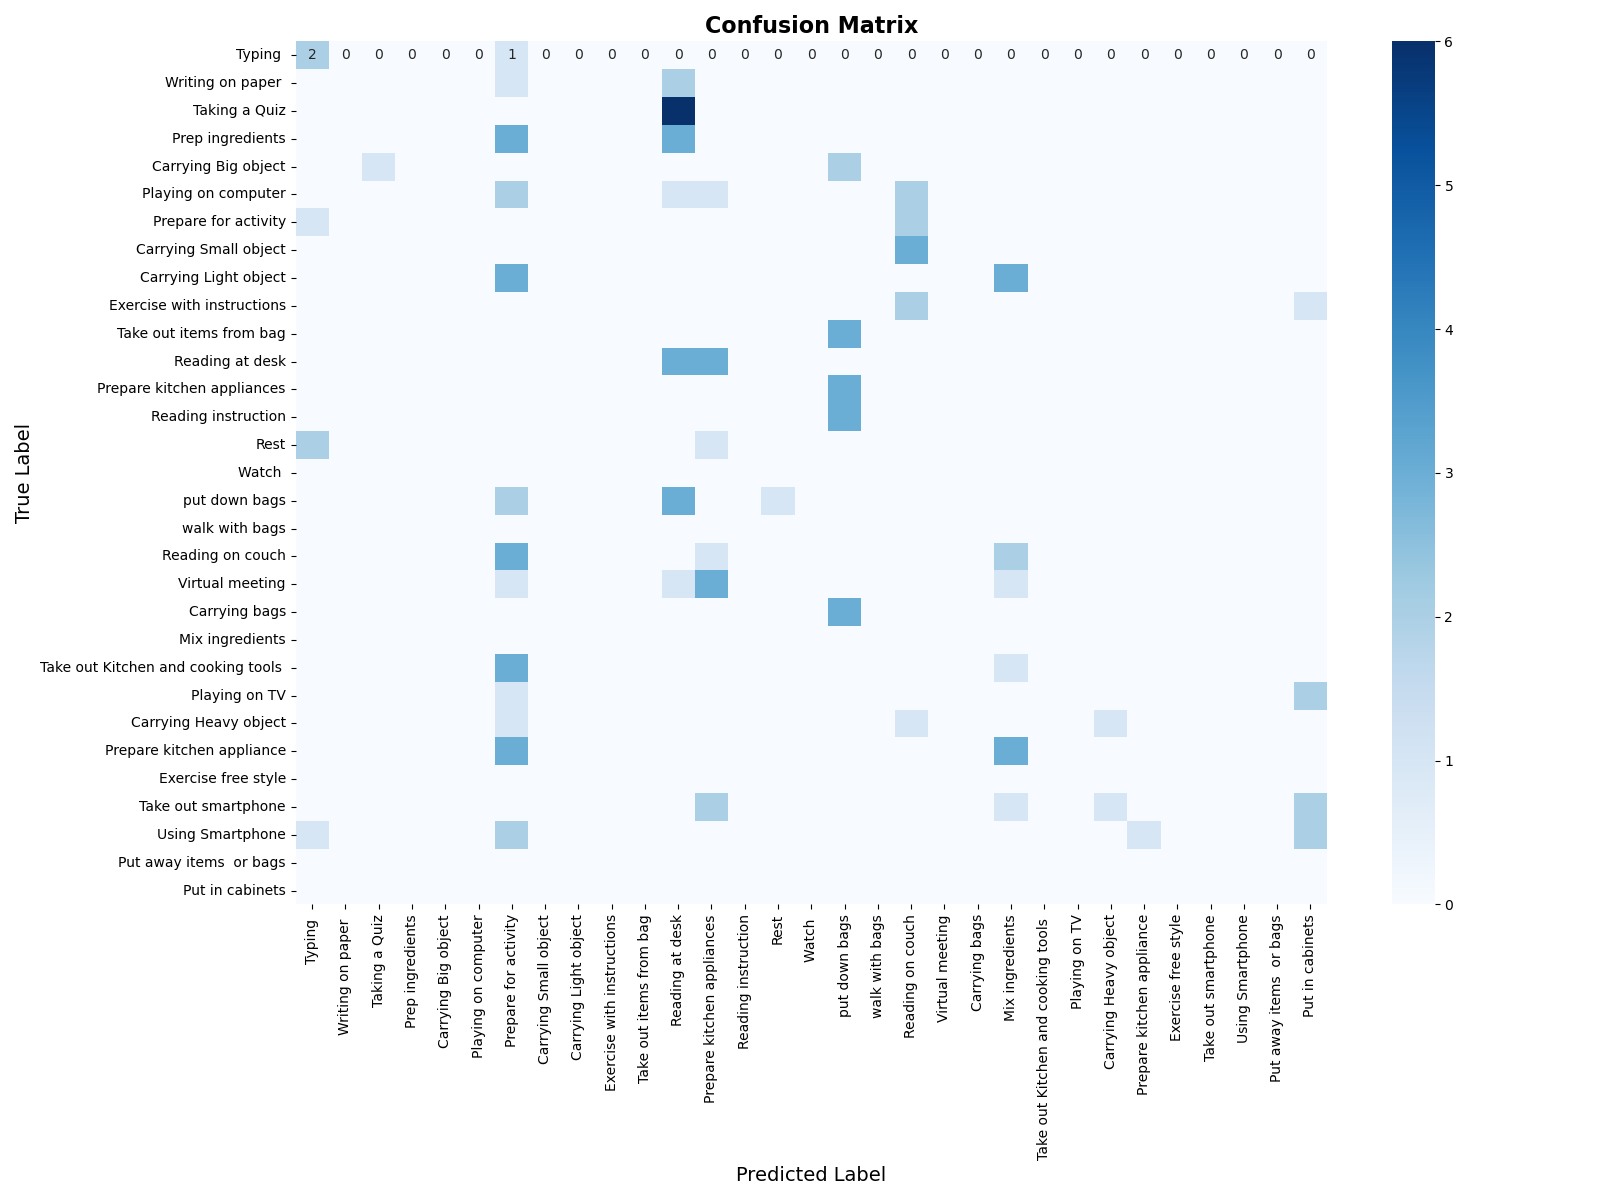 Confusion Matrix
Typing 2 0 0 0 0 0 1 0 0 0 0 0 0 0 0 0 0 0 0 0 0 0 0 0 0 0 0 0 0 0 0
Writing on paper
Taking a Quiz
Prep ingredients
Carrying Big object
Playing on computer
Prepare for activity
Carrying Small object
Carrying Light object
Exercise with instructions
Take out items from bag
Reading at desk
Prepare kitchen appliances
Reading instruction
Rest
Watch
put down bags
walk with bags
Reading on couch
Virtual meeting
Carrying bags
Mix ingredients
Take out Kitchen and cooking tools
Playing on TV
Carrying Heavy object
Prepare kitchen appliance
Exercise free style
Take out smartphone
Using Smartphone
Put away items  or bags
Put in cabinets
True Label
Typing
Writing on paper
Taking a Quiz
Prep ingredients
Carrying Big object
Playing on computer
Prepare for activity
Carrying Small object
Carrying Light object
Exercise with instructions
Take out items from bag
Reading at desk
Prepare kitchen appliances
Reading instruction
Rest
Watch
put down bags
walk with bags
Reading on couch
Virtual meeting
Carrying bags
Mix ingredients
Take out Kitchen and cooking tools
Playing on TV
Carrying Heavy object
Prepare kitchen appliance
Exercise free style
Take out smartphone
Using Smartphone
Put away items  or bags
Put in cabinets
Predicted Label
6
5
4
3
2
1
0